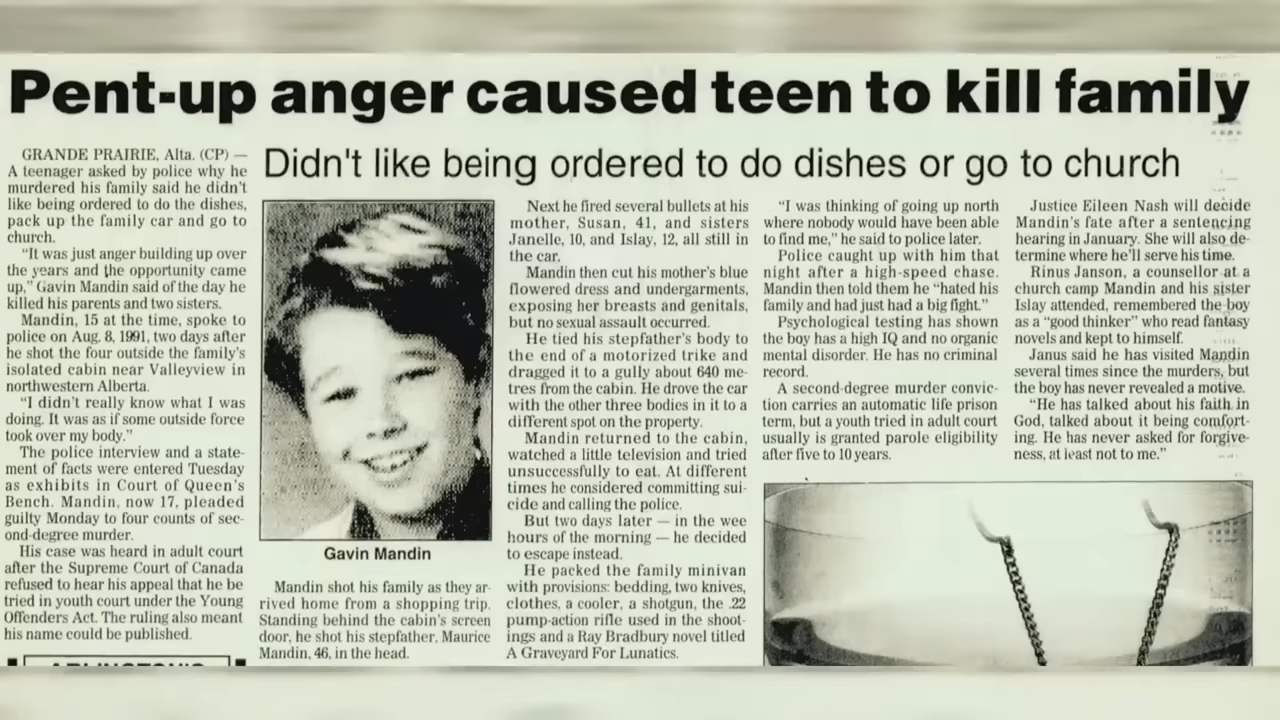 Pent-up anger caused teen to kill family
Didn't like being ordered to do dishes or go to church
GRANDE PRAIRIE, Alta. (CP) —
A teenager asked by police why he
murdered his family said he didn't
like being ordered to do the dishes,
pack up the family car and go to
church.
"It was just anger building up over
the years and the opportunity came
up," Gavin Mandin said of the day he
killed his parents and two sisters.
Mandin, 15 at the time, spoke to
police on Aug. 8, 1991, two days after
he shot the four outside the family's
isolated cabin near Valleyview in
northwestern Alberta.
"I didn't really know what I was
doing. It was as if some outside force
took over my body."
The police interview and a state-
ment of facts were entered Tuesday
as exhibits in Court of Queen's
Bench. Mandin, now 17, pleaded
guilty Monday to four counts of sec-
ond-degree murder.
His case was heard in adult court
after the Supreme Court of Canada
refused to hear his appeal that he be
tried in youth court under the Young
Offenders Act. The ruling also meant
his name could be published.
Gavin Mandin
Mandin shot his family as they ar-
rived home from a shopping trip.
Standing behind the cabin's screen
door, he shot his stepfather, Maurice
Mandin, 46, in the head.
Next he fired several bullets at his
mother, Susan, 41, and sisters
Janelle, 10, and Islay, 12, all still in
the car.
Mandin then cut his mother's blue
flowered dress and undergarments,
exposing her breasts and genitals,
but no sexual assault occurred.
He tied his stepfather's body to
the end of a motorized trike and
dragged it to a gully about 640 me-
tres from the cabin. He drove the car
with the other three bodies in it to a
different spot on the property.
Mandin returned to the cabin,
watched a little television and tried
unsuccessfully to eat. At different
times he considered committing sui-
cide and calling the police.
But two days later — in the wee
hours of the morning — he decided
to escape instead.
He packed the family minivan
with provisions: bedding, two knives,
clothes, a cooler, a shotgun, the .22
pump-action rifle used in the shoot-
ings and a Ray Bradbury novel titled
A Graveyard For Lunatics.
"I was thinking of going up north
where nobody would have been able
to find me," he said to police later.
Police caught up with him that
night after a high-speed chase.
Mandin then told them he "hated his
family and had just had a big fight."
Psychological testing has shown
the boy has a high IQ and no organic
mental disorder. He has no criminal
record.
A second-degree murder convic-
tion carries an automatic life prison
term, but a youth tried in adult court
usually is granted parole eligibility
after five to 10 years.
Justice Eileen Nash will decide
Mandin's fate after a sentencing
hearing in January. She will also de-
termine where he'll serve his time.
Rinus Janson, a counsellor at a
church camp Mandin and his sister
Islay attended, remembered the boy
as a "good thinker" who read fantasy
novels and kept to himself.
Janus said he has visited Mandin
several times since the murders, but
the boy has never revealed a motive.
"He has talked about his faith in
God, talked about it being comfort-
ing. He has never asked for forgive-
ness, at least not to me."